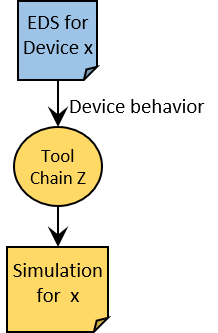 EDS for
Device x
Device behavior
Tool
Chain Z
Simulation
for x